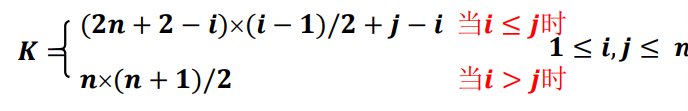 (2n + 2 − i)×(i − 1)/2 + j − i 当i ≤ j时
K = { 1 ≤ i, j ≤ n
n×(n + 1)/2 当i > j时